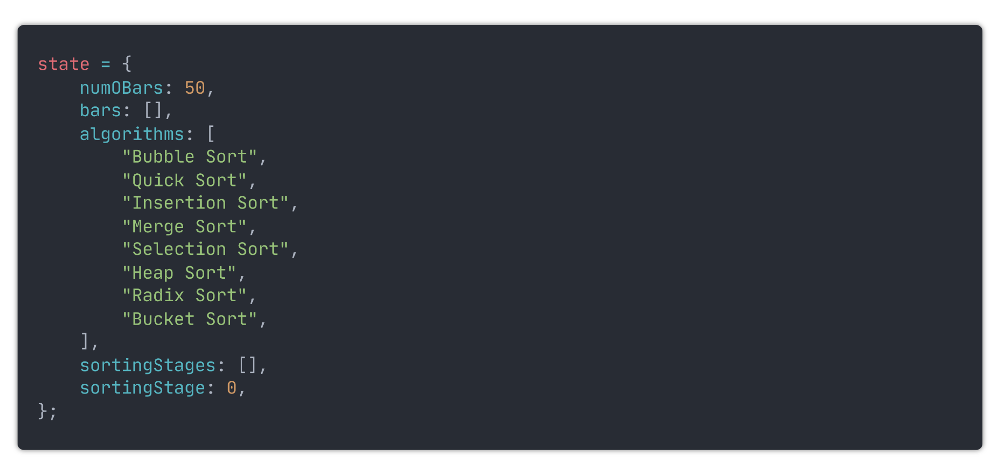 state = {
    numOBars: 50,
    bars: [],
    algorithms: [
        "Bubble Sort",
        "Quick Sort",
        "Insertion Sort",
        "Merge Sort",
        "Selection Sort",
        "Heap Sort",
        "Radix Sort",
        "Bucket Sort",
    ],
    sortingStages: [],
    sortingStage: 0,
};